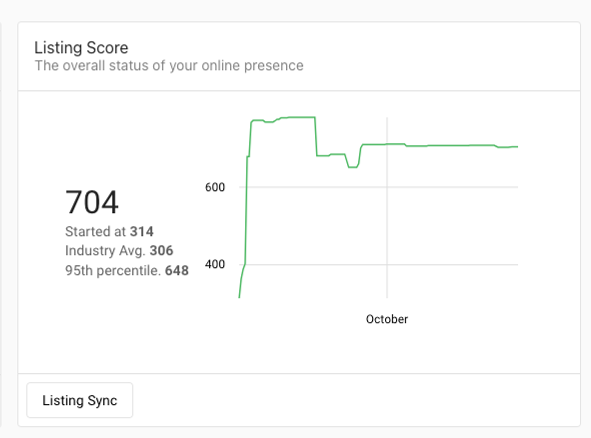 Listing Score
The overall status of your online presence
704
Started at 314
Industry Avg. 306
95th percentile. 648
600
400
October
Listing Sync